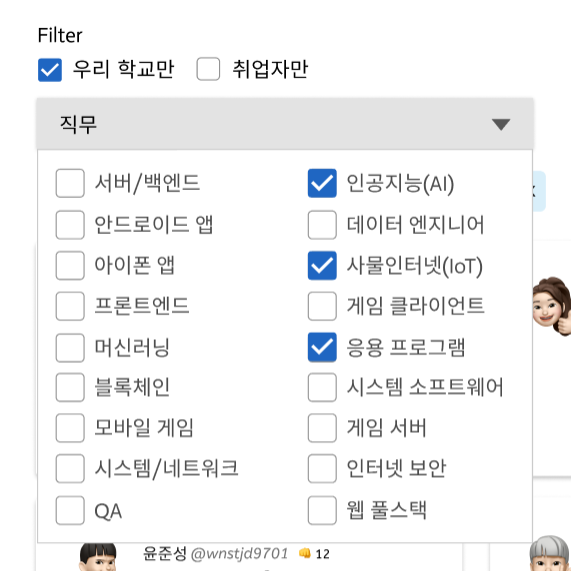 Filter
우리 학교만 취업자만
직무
서버/백엔드 인공지능(AI)
안드로이드 앱 데이터 엔지니어
아이폰 앱 사물인터넷(IoT)
프론트엔드 게임 클라이언트
머신러닝 응용 프로그램
블록체인 시스템 소프트웨어
모바일 게임 게임 서버
시스템/네트워크 인터넷 보안
QA 웹 풀스택
윤준성 @wnstjd9701 👊 12